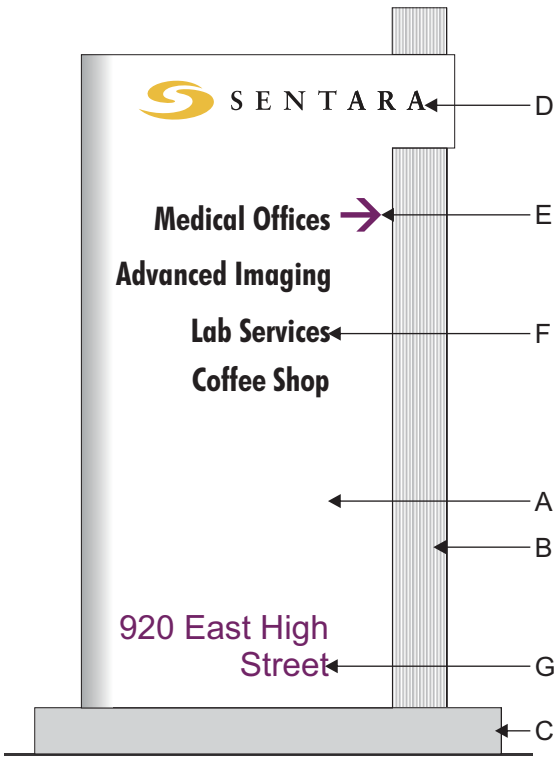 SENTARA
D
Medical Offices
E
Advanced Imaging
Lab Services
F
Coffee Shop
A
B
920 East High
Street
G
C